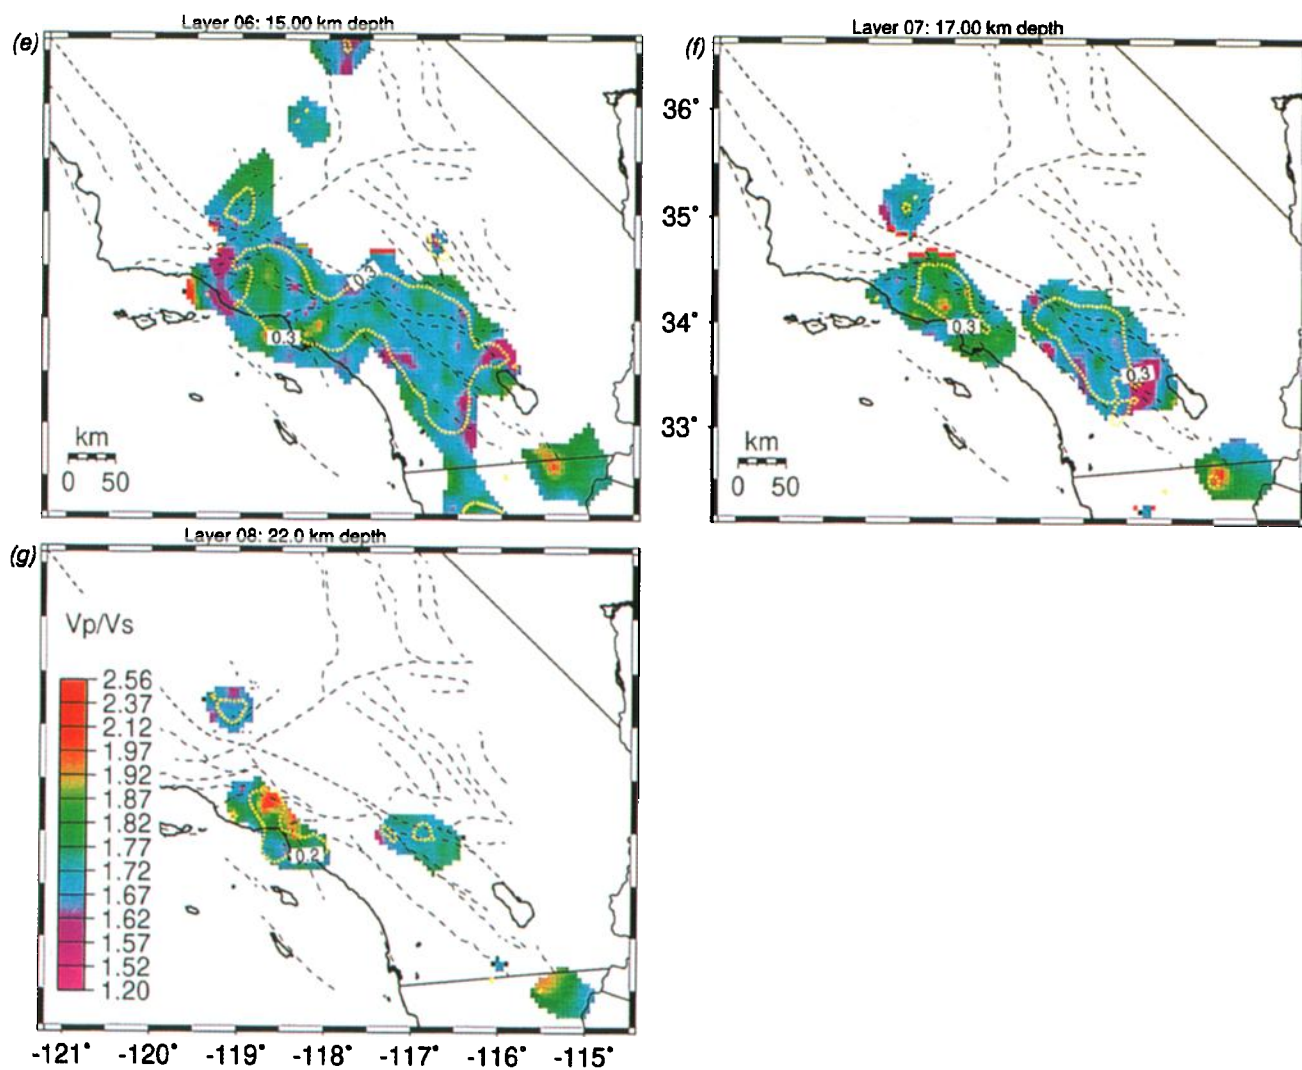 (e)
Layer 06: 15.00 km depth
0.3
0.3
km
0 50
(f)
Layer 07: 17.00 km depth
36°
35°
34°
33°
0.3
0.3
km
0 50
(g)
Layer 08: 22.0 km depth
Vp/Vs
2.56
2.37
2.12
1.97
1.92
1.87
1.82
1.77
1.72
1.67
1.62
1.57
1.52
1.20
0.2
-121° -120° -119° -118° -117° -116° -115°